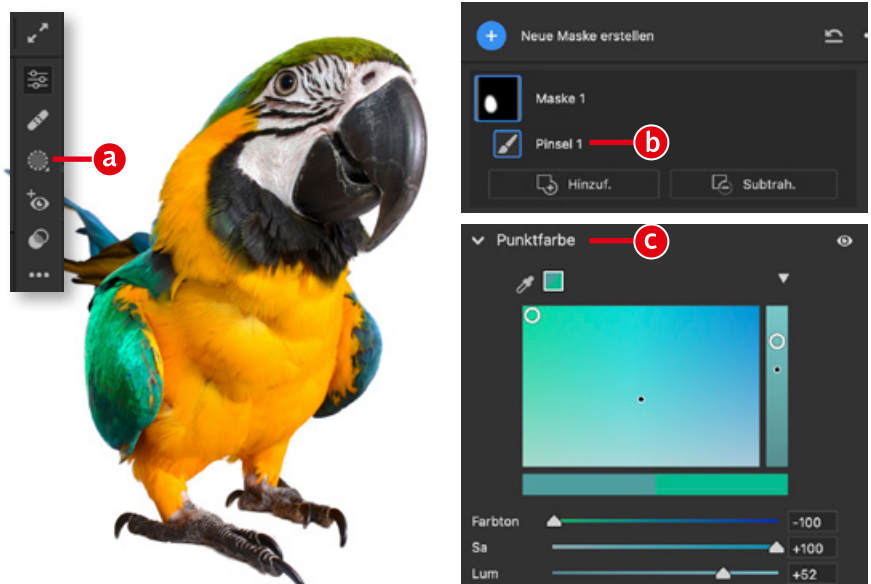 a
Neue Maske erstellen
Maske 1
Pinsel 1
b
Hinzuf.
Subtrah.
Punktfarbe
c
Farbton
-100
Sa
+100
Lum
+52